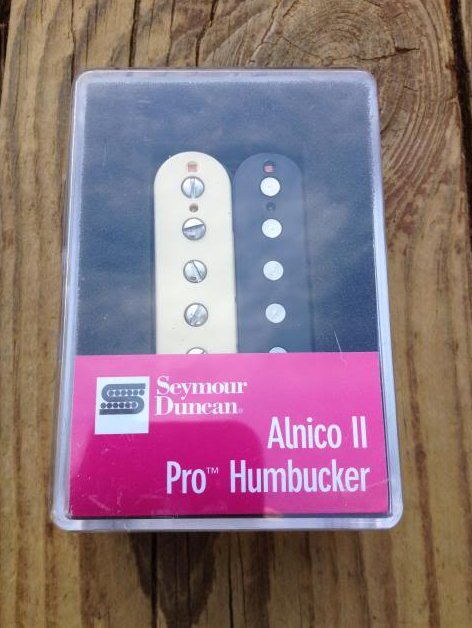 Seymour
Duncan®
Alnico II
Pro™ Humbucker